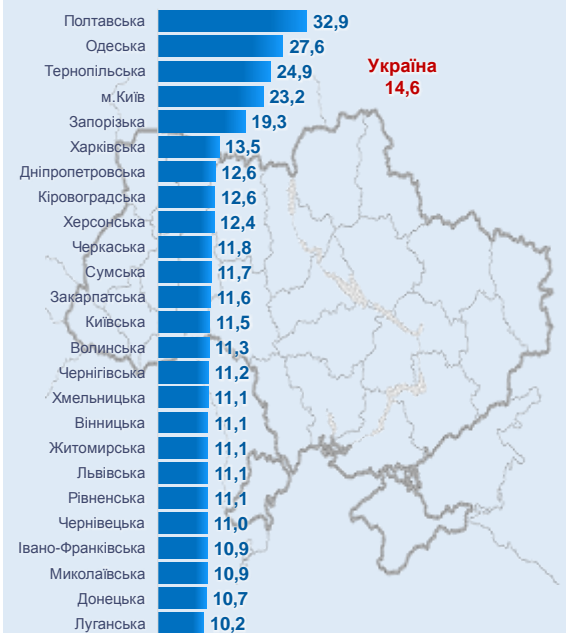 Полтавська 32,9
Одеська 27,6
Тернопільська 24,9
Україна
14,6
м.Київ 23,2
Запорізька 19,3
Харківська 13,5
Дніпропетровська 12,6
Кіровоградська 12,6
Херсонська 12,4
Черкаська 11,8
Сумська 11,7
Закарпатська 11,6
Київська 11,5
Волинська 11,3
Чернігівська 11,2
Хмельницька 11,1
Вінницька 11,1
Житомирська 11,1
Львівська 11,1
Рівненська 11,1
Чернівецька 11,0
Івано-Франківська 10,9
Миколаївська 10,9
Донецька 10,7
Луганська 10,2